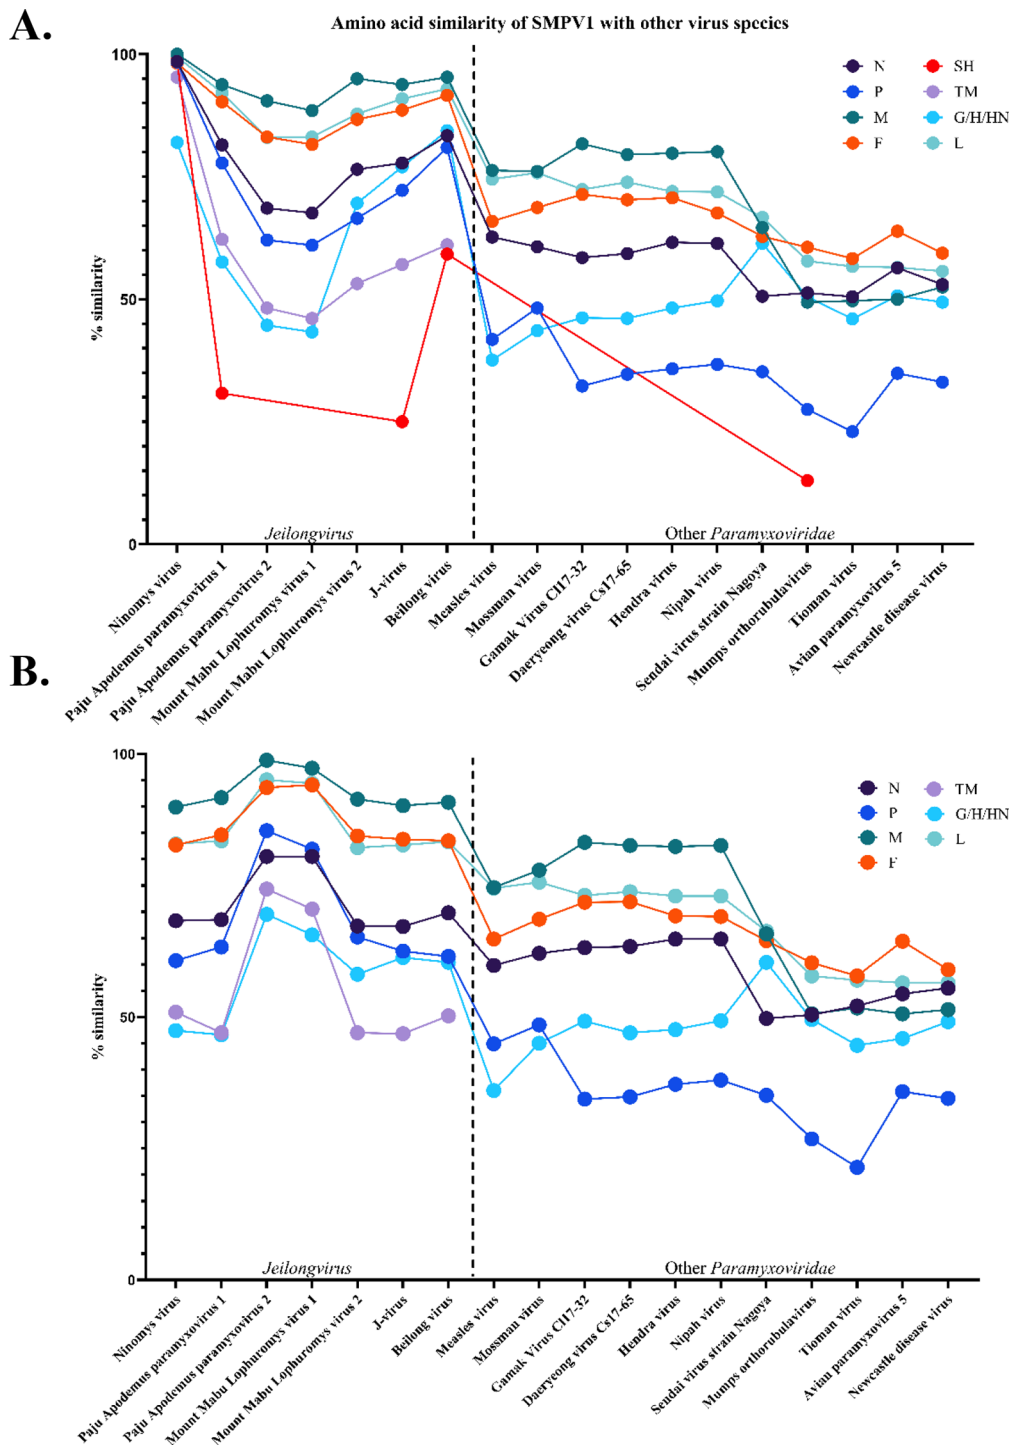 A.
Amino acid similarity of SMPV1 with other virus species
100
50
0
% similarity
N
SH
P
TM
M
G/H/HN
F
L
Jeilongvirus
Other Paramyxoviridae
Ninomys virus
Paju Apodemus paramyxovirus 1
Paju Apodemus paramyxovirus 2
Mount Mabu Lophuromys virus 1
Mount Mabu Lophuromys virus 2
J-virus
Beilong virus
Measles virus
Mossman virus
Gamak Virus Cl17-32
Daeryeong virus Cs17-65
Hendra virus
Nipah virus
Sendai virus strain Nagoya
Mumps orthorubulavirus
Tioman virus
Avian paramyxovirus 5
Newcastle disease virus
B.
100
50
0
% similarity
N
TM
P
G/H/HN
M
L
F
Jeilongvirus
Other Paramyxoviridae
Ninomys virus
Paju Apodemus paramyxovirus 1
Paju Apodemus paramyxovirus 2
Mount Mabu Lophuromys virus 1
Mount Mabu Lophuromys virus 2
J-virus
Beilong virus
Measles virus
Mossman virus
Gamak Virus Cl17-32
Daeryeong virus Cs17-65
Hendra virus
Nipah virus
Sendai virus strain Nagoya
Mumps orthorubulavirus
Tioman virus
Avian paramyxovirus 5
Newcastle disease virus